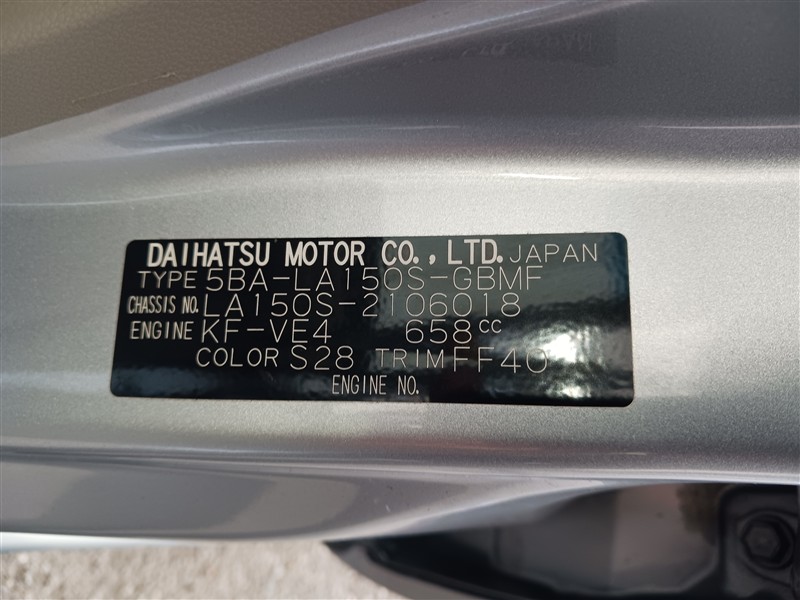 DAIHATSU MOTOR CO., LTD. JAPAN
TYPE 5BA-LA150S-GBMF
CHASSIS NO. LA150S-2106018
ENGINE KF-VE4 658cc
COLOR S28 TRIM FF40
ENGINE NO.